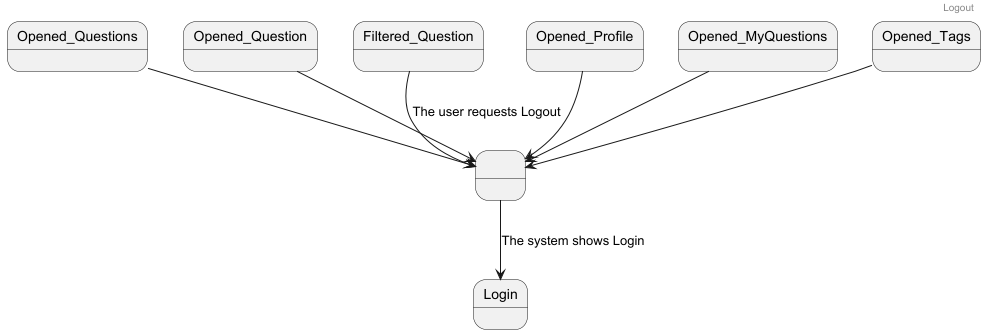 Logout
Opened_Questions
Opened_Question
Filtered_Question
Opened_Profile
Opened_MyQuestions
Opened_Tags
The user requests Logout
The system shows Login
Login